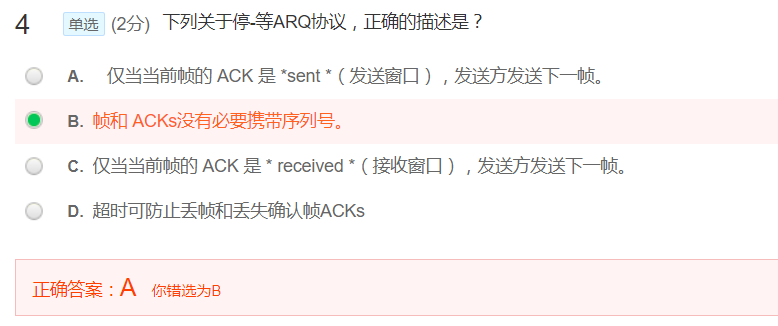 4 单选 (2分) 下列关于停-等ARQ协议，正确的描述是？
A. 仅当当前帧的 ACK 是 *sent *（发送窗口），发送方发送下一帧。
B. 帧和 ACKs没有必要携带序列号。
C. 仅当当前帧的 ACK 是 * received *（接收窗口），发送方发送下一帧。
D. 超时可防止丢帧和丢失确认帧ACKs
正确答案：A 你错选为B